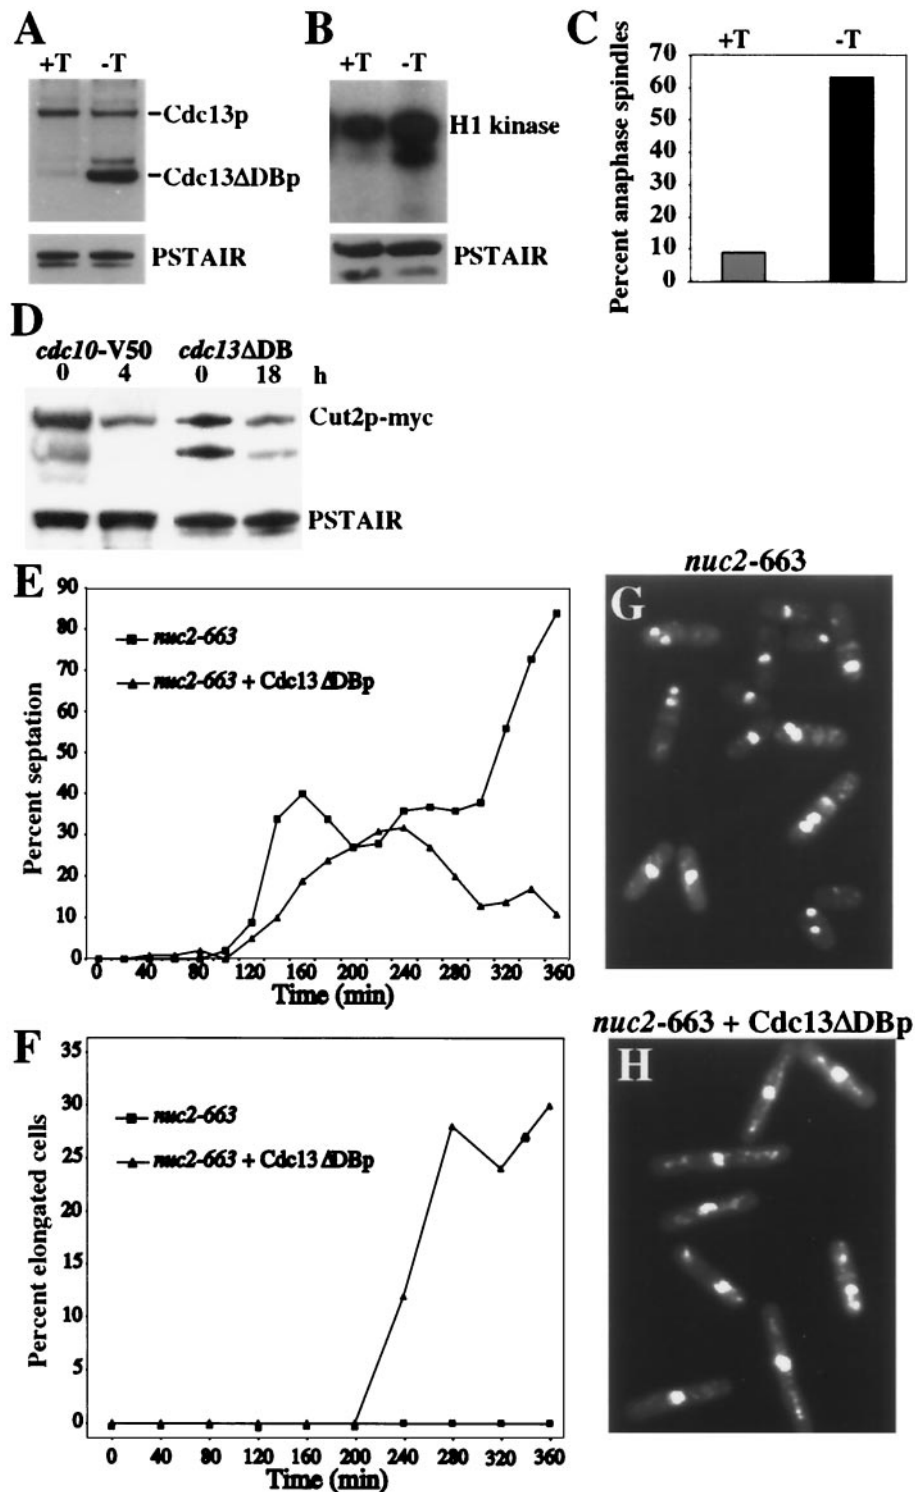 A
+T -T
Cdc13p
Cdc13ΔDBp
PSTAIR
B
+T -T
H1 kinase
PSTAIR
C
+T -T
Percent anaphase spindles
70
60
50
40
30
20
10
0
D
cdc10-V50 cdc13ΔDB
0 4 0 18 h
Cut2p-myc
PSTAIR
E
Percent septation
90
80
70
60
50
40
30
20
10
0
nuc2-663
nuc2-663 + Cdc13ΔDBp
0 40 80 120 160 200 240 280 320 360
Time (min)
F
Percent elongated cells
35
30
25
20
15
10
5
0
nuc2-663
nuc2-663 + Cdc13ΔDBp
0 40 80 120 160 200 240 280 320 360
Time (min)
nuc2-663
G
nuc2-663 + Cdc13ΔDBp
H